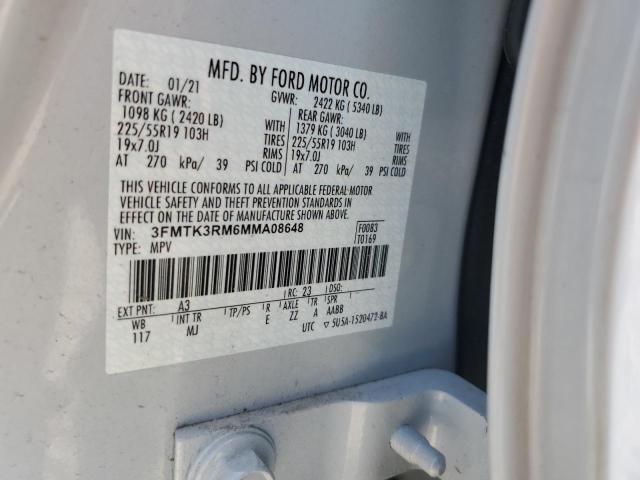 MFD. BY FORD MOTOR CO.
DATE: 01/21 GVWR: 2422 KG ( 5340 LB)
FRONT GAWR: REAR GAWR:
1098 KG ( 2420 LB) WITH 1379 KG ( 3040 LB) WITH
225/55R19 103H TIRES 225/55R19 103H TIRES
19x7.0J RIMS 19x7.0J RIMS
AT 270 kPa/ 39 PSI COLD AT 270 kPa/ 39 PSI COLD
THIS VEHICLE CONFORMS TO ALL APPLICABLE FEDERAL MOTOR
VEHICLE SAFETY AND THEFT PREVENTION STANDARDS IN
EFFECT ON THE DATE OF MANUFACTURE SHOWN ABOVE.
VIN: 3FMTK3RM6MMA08648 F0083
TYPE: MPV T0169
EXT PNT: A3 RC: 23
WB INT TR TP/PS R AXLE TR SPR
117 MJ E ZZ A AABB
UTC ▽ 5U5A-1520472-BA